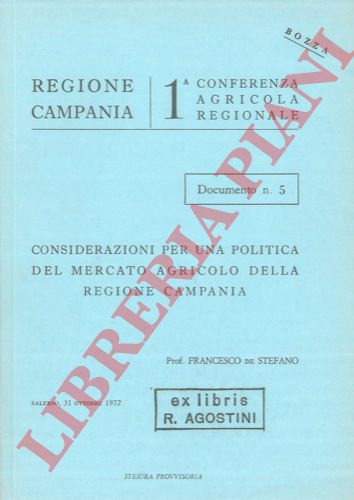 BOZZA
REGIONE
CAMPANIA
1ª CONFERENZA
AGRICOLA
REGIONALE
Documento n. 5
CONSIDERAZIONI PER UNA POLITICA
DEL MERCATO AGRICOLO DELLA
REGIONE CAMPANIA
Prof. FRANCESCO DE STEFANO
SALERNO, 31 OTTOBRE 1972
ex libris
R. AGOSTINI
STESURA PROVVISORIA
LIBRERIA PIANI